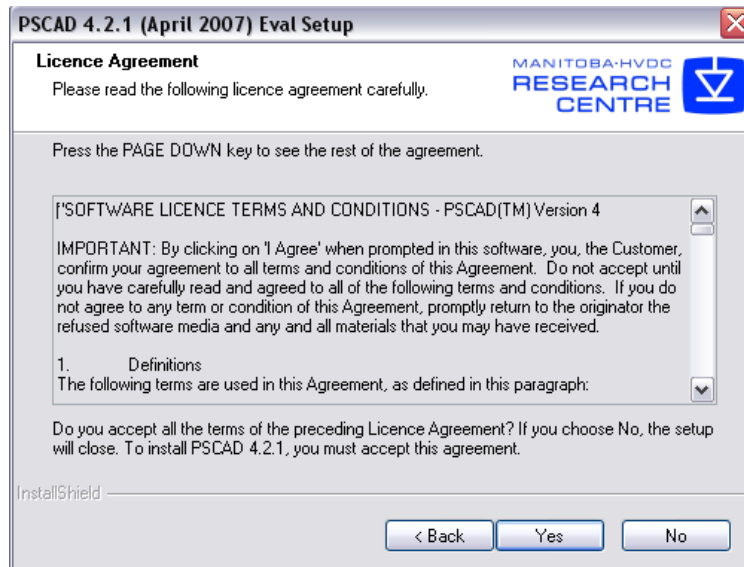 PSCAD 4.2.1 (April 2007) Eval Setup
Licence Agreement
Please read the following licence agreement carefully.
MANITOBA-HVDC
RESEARCH
CENTRE
Press the PAGE DOWN key to see the rest of the agreement.
["SOFTWARE LICENCE TERMS AND CONDITIONS - PSCAD(TM) Version 4
IMPORTANT: By clicking on 'I Agree' when prompted in this software, you, the Customer,
confirm your agreement to all terms and conditions of this Agreement. Do not accept until
you have carefully read and agreed to all of the following terms and conditions. If you do
not agree to any term or condition of this Agreement, promptly return to the originator the
refused software media and any and all materials that you may have received.
1. Definitions
The following terms are used in this Agreement, as defined in this paragraph:
Do you accept all the terms of the preceding Licence Agreement? If you choose No, the setup
will close. To install PSCAD 4.2.1, you must accept this agreement.
InstallShield
< Back
Yes
No